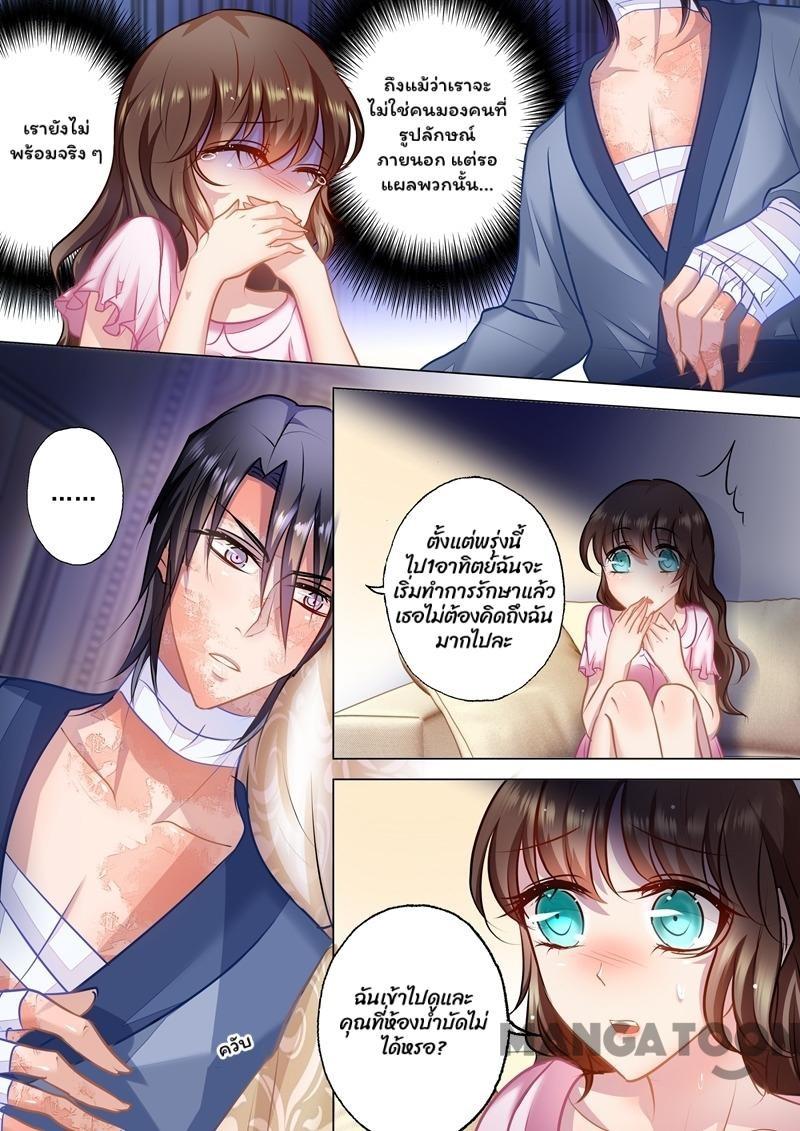 ถึงแม้ว่าเราจะ
ไม่ใช่คนมองคนที่
รูปลักษณ์
ภายนอก แต่รอ
แผลพวกนั้น...
เรายังไม่
พร้อมจริง ๆ
......
ตั้งแต่พรุ่งนี้
ไป1อาทิตย์ฉันจะ
เริ่มทำการรักษาแล้ว
เธอไม่ต้องคิดถึงฉัน
มากไปละ
ควับ
ฉันเข้าไปดูและ
คุณที่ห้องบำบัดไม่
ได้หรอ?
MANGATOON